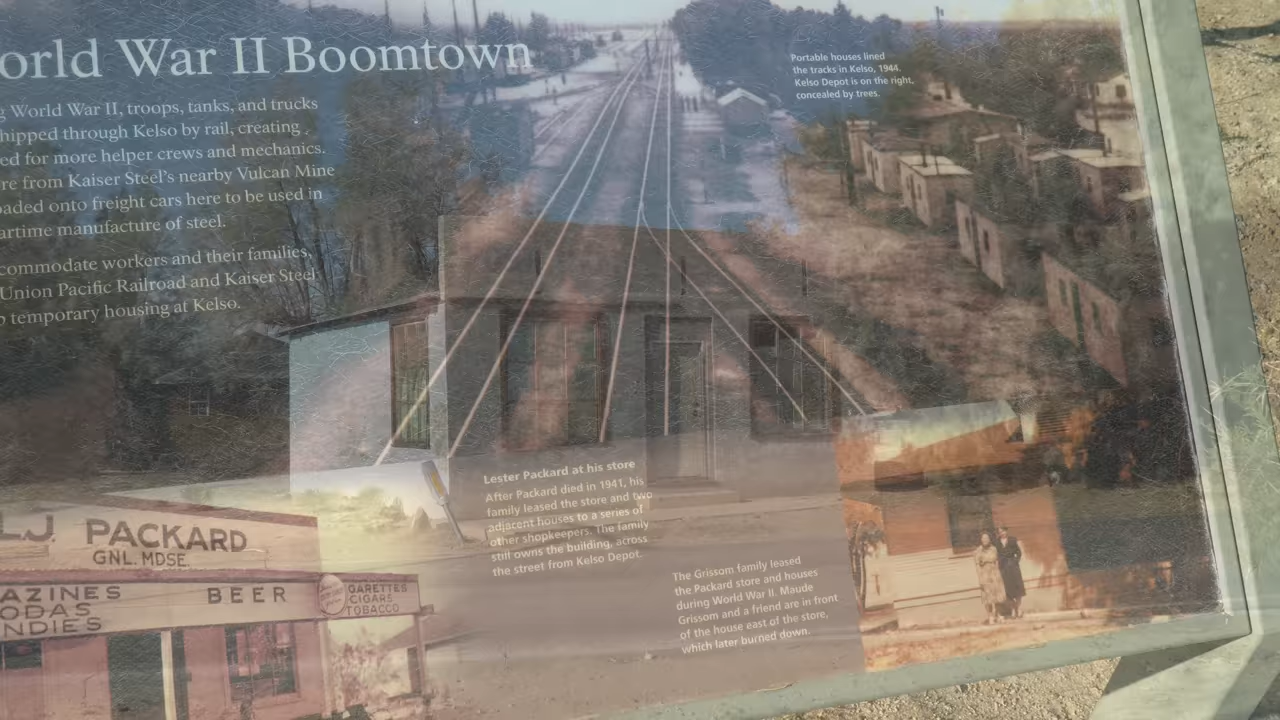 orld War II Boomtown
g World War II, troops, tanks, and trucks
hipped through Kelso by rail, creating
ed for more helper crews and mechanics.
re from Kaiser Steel's nearby Vulcan Mine
oaded onto freight cars here to be used in
artime manufacture of steel.
commodate workers and their families,
Union Pacific Railroad and Kaiser Steel
p temporary housing at Kelso.
Portable houses lined
the tracks in Kelso, 1944.
Kelso Depot is on the right,
concealed by trees.
Lester Packard at his store
After Packard died in 1941, his
family leased the store and two
adjacent houses to a series of
other shopkeepers. The family
still owns the building, across
the street from Kelso Depot.
The Grissom family leased
the Packard store and houses
during World War II. Maude
Grissom and a friend are in front
of the house east of the store,
which later burned down.
L.J. PACKARD
GNL. MDSE.
AZINES
ODAS
NDIES
BEER
GARETTES
CIGARS
TOBACCO